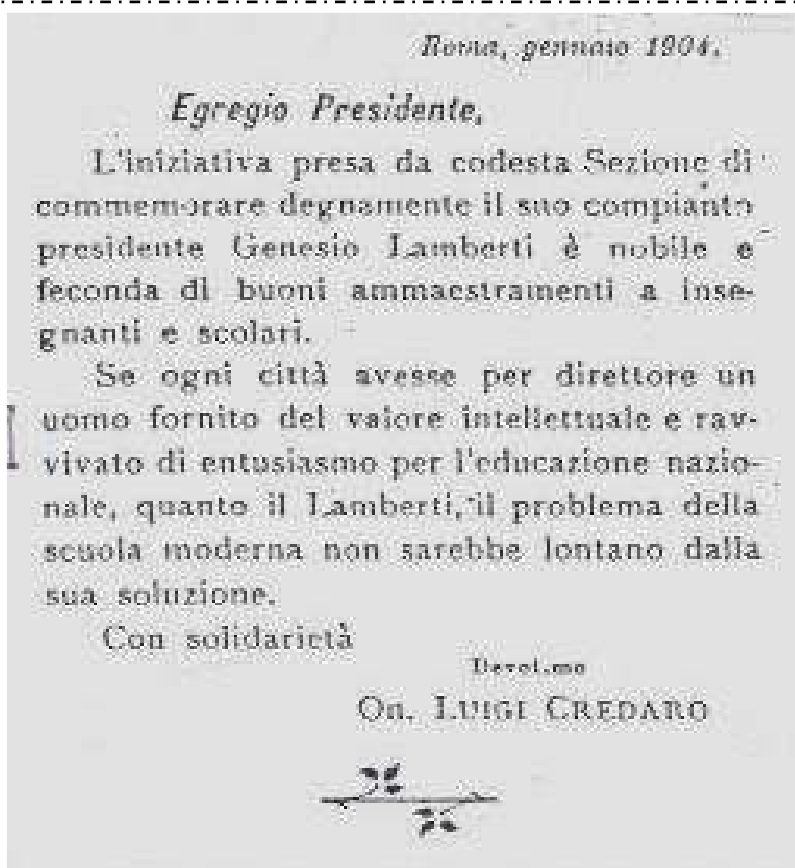 Roma, gennaio 1904.
Egregio Presidente,
L'iniziativa presa da codesta Sezione di
commemorare degnamente il suo compianto
presidente Genesio Lamberti è nobile e
feconda di buoni ammaestramenti a inse-
gnanti e scolari.
Se ogni città avesse per direttore un
uomo fornito del valore intellettuale e rav-
vivato di entusiasmo per l'educazione nazio-
nale, quanto il Lamberti, il problema della
scuola moderna non sarebbe lontano dalla
sua soluzione.
Con solidarietà
Devot.mo
On. LUIGI CREDARO